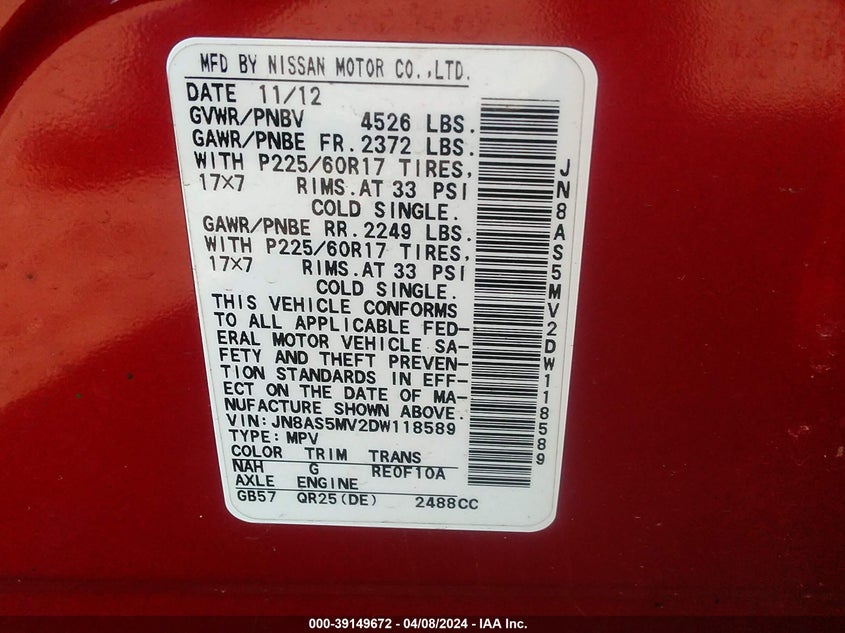 MFD BY NISSAN MOTOR CO.,LTD.
DATE 11/12
GVWR/PNBV 4526 LBS.
GAWR/PNBE FR. 2372 LBS.
WITH P225/60R17 TIRES,
17×7 RIMS.AT 33 PSI
COLD SINGLE.
GAWR/PNBE RR. 2249 LBS.
WITH P225/60R17 TIRES,
17×7 RIMS.AT 33 PSI
COLD SINGLE.
THIS VEHICLE CONFORMS
TO ALL APPLICABLE FED-
ERAL MOTOR VEHICLE SA-
FETY AND THEFT PREVEN-
TION STANDARDS IN EFF-
ECT ON THE DATE OF MA-
NUFACTURE SHOWN ABOVE.
VIN: JN8AS5MV2DW118589
TYPE: MPV
COLOR TRIM TRANS
NAH G RE0F10A
AXLE ENGINE
GB57 QR25(DE) 2488CC
JN8AS5MV2DW118589
000-39149672 - 04/08/2024 - IAA Inc.